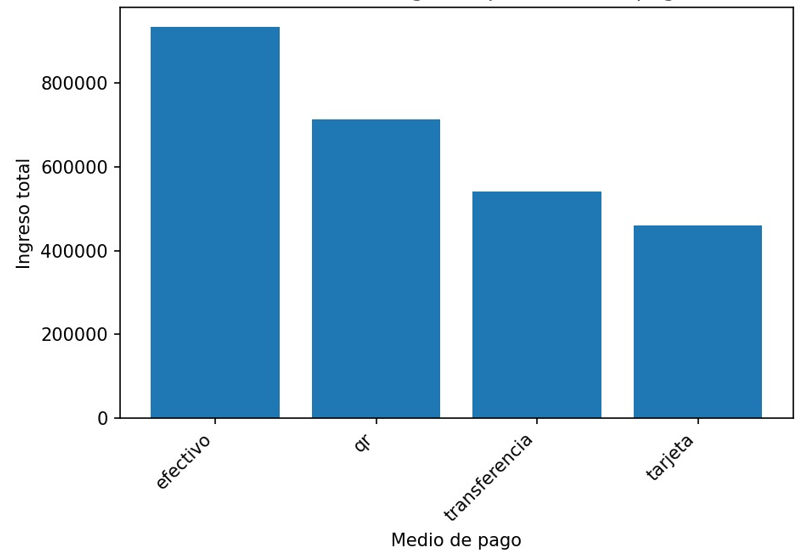 800000
600000
400000
200000
0
Ingreso total
efectivo
qr
transferencia
tarjeta
Medio de pago